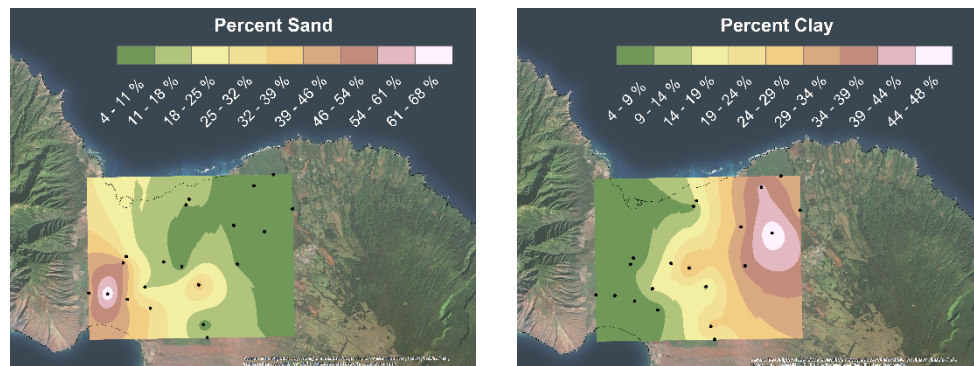 Percent Sand
4 - 11 %
11 - 18 %
18 - 25 %
25 - 32 %
32 - 39 %
39 - 46 %
46 - 54 %
54 - 61 %
61 - 68 %
Percent Clay
4 - 9 %
9 - 14 %
14 - 19 %
19 - 24 %
24 - 29 %
29 - 34 %
34 - 39 %
39 - 44 %
44 - 48 %